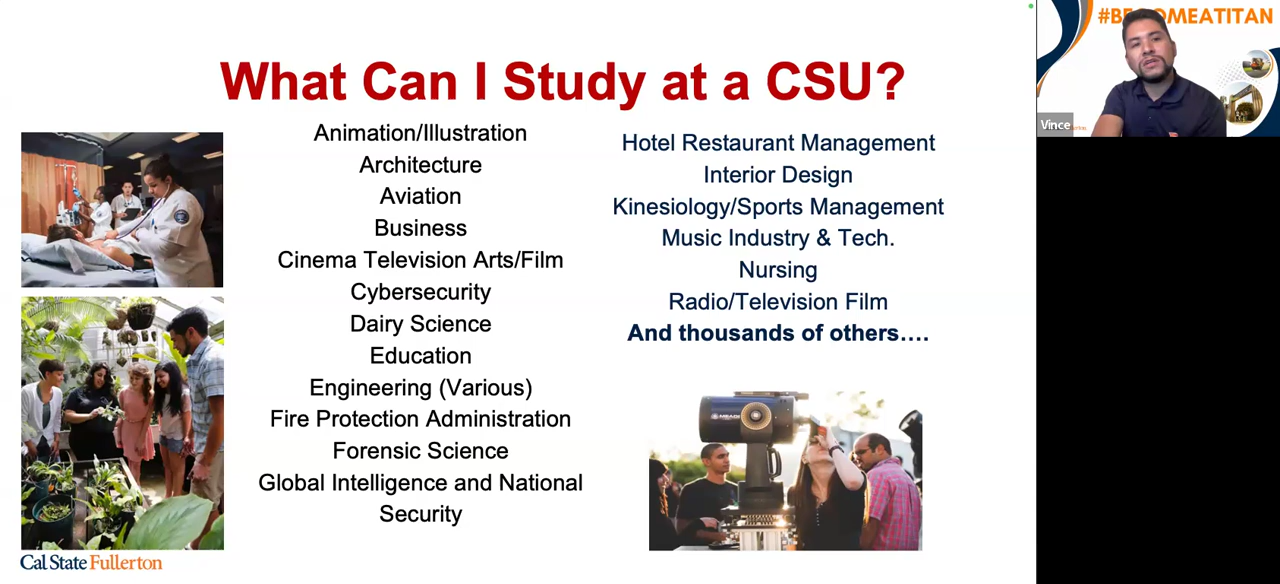 What Can I Study at a CSU?
Animation/Illustration
Architecture
Aviation
Business
Cinema Television Arts/Film
Cybersecurity
Dairy Science
Education
Engineering (Various)
Fire Protection Administration
Forensic Science
Global Intelligence and National
Security
Hotel Restaurant Management
Interior Design
Kinesiology/Sports Management
Music Industry & Tech.
Nursing
Radio/Television Film
And thousands of others….
MEADE
Cal State Fullerton
Vince